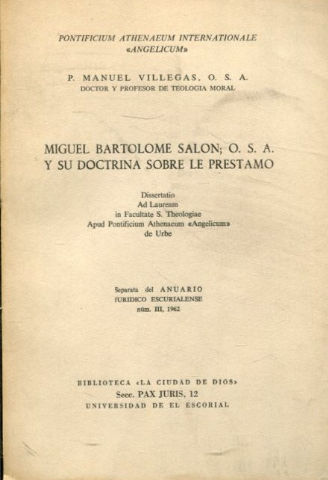 PONTIFICIUM ATHENAEUM INTERNATIONALE
«ANGELICUM»
P. MANUEL VILLEGAS, O. S. A.
DOCTOR Y PROFESOR DE TEOLOGIA MORAL
MIGUEL BARTOLOME SALON; O. S. A.
Y SU DOCTRINA SOBRE LE PRESTAMO
Dissertatio
Ad Lauream
in Facultate S. Theologiae
Apud Pontificium Athenaeum «Angelicum»
de Urbe
Separata del ANUARIO
JURIDICO ESCURIALENSE
núm. III, 1962
BIBLIOTECA «LA CIUDAD DE DIOS»
Secc. PAX JURIS, 12
UNIVERSIDAD DE EL ESCORIAL